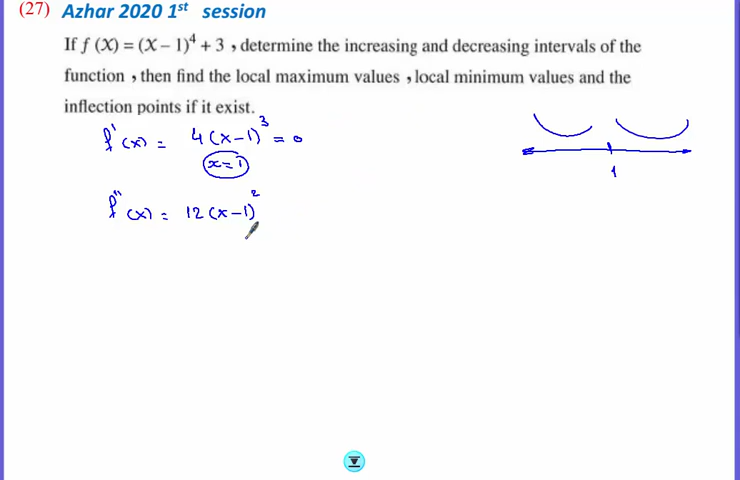 (27) Azhar 2020 1st session
If f (X) = (X – 1)⁴ + 3 , determine the increasing and decreasing intervals of the
function , then find the local maximum values , local minimum values and the
inflection points if it exist.
f'(x) = 4(x-1)³ = 0
x=1
f''(x) = 12(x-1)²
1